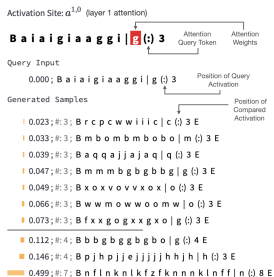 Activation Site: a^{1,0} (layer 1 attention)
Attention Query Token
Attention Weights
B a i a i g i a a g g i | g (:) 3
Query Input
0.000; B a i a i g i a a g g i | g (:) 3
Position of Query Activation
Generated Samples
Position of Compared Activation
0.023; #: 3; B r c p c w w i i i c | c (:) 3 E
0.033; #: 3; B m b o m b m b o b o | m (:) 3 E
0.039; #: 3; B a q q a j j a j a q | q (:) 3 E
0.047; #: 3; B m m m b g b g b b g | g (:) 3 E
0.049; #: 3; B x o x v o v v x o x | o (:) 3 E
0.066; #: 3; B w w m o w w o o m w | o (:) 3 E
0.073; #: 3; B f x x g o g x x g x o | g (:) 3 E
0.112; #: 4; B b b g b g g b g b o | g (:) 4 E
0.146; #: 4; B p j h p j j e j j j j j h h j h | h (:) 3 E
0.499; #: 7; B n f l n k n l k f z f k n n n k l n f f | n (8)